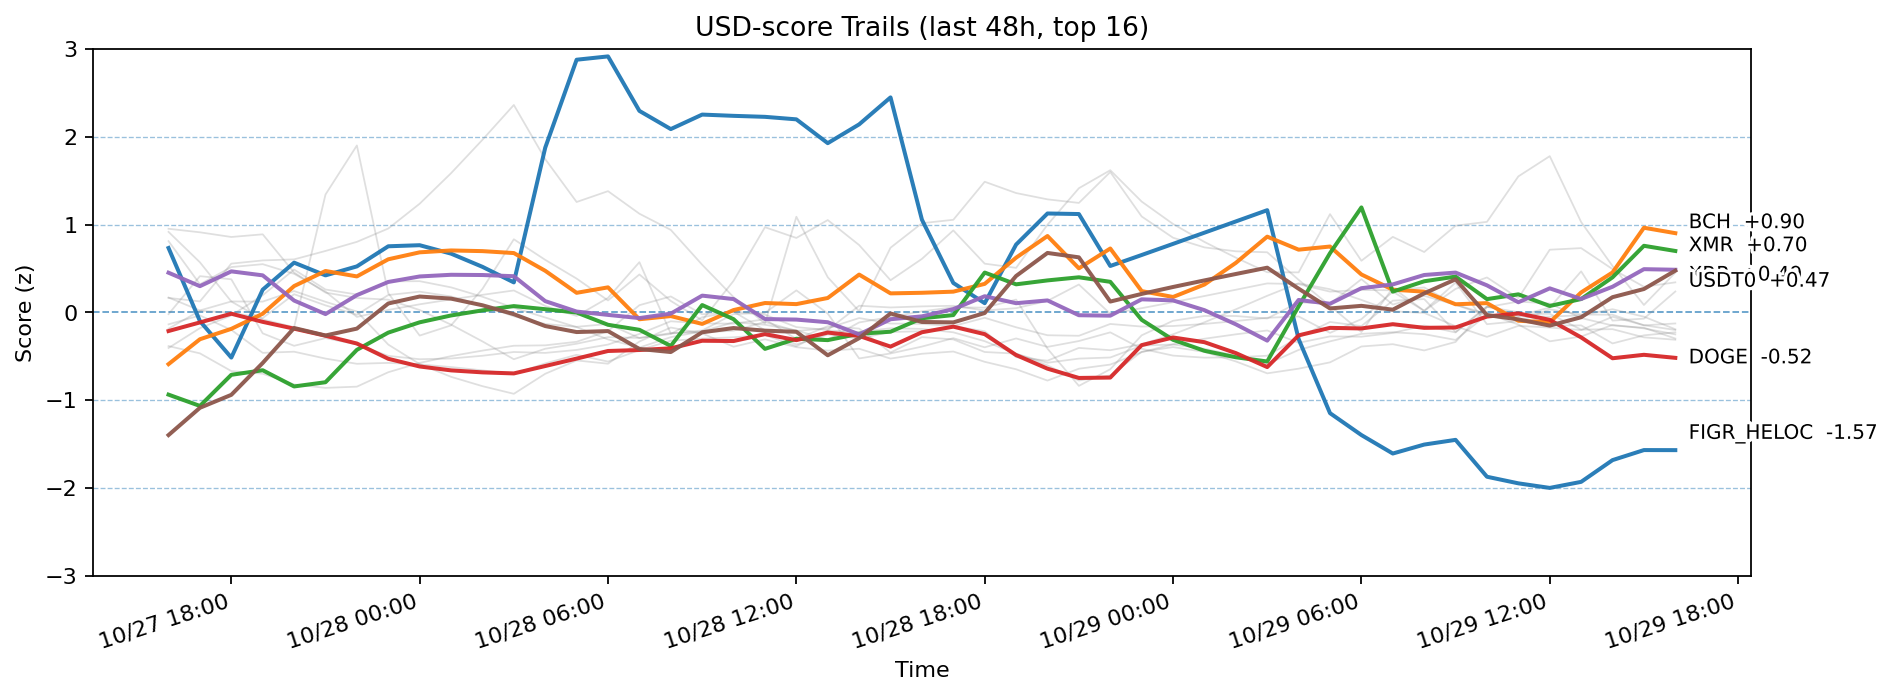 USD-score Trails (last 48h, top 16)
Score (z)
3
2
1
0
−1
−2
−3
BCH +0.90
XMR +0.70
USDT0 +0.47
DOGE -0.52
FIGR_HELOC -1.57
10/27 18:00
10/28 00:00
10/28 06:00
10/28 12:00
10/28 18:00
10/29 00:00
10/29 06:00
10/29 12:00
10/29 18:00
Time